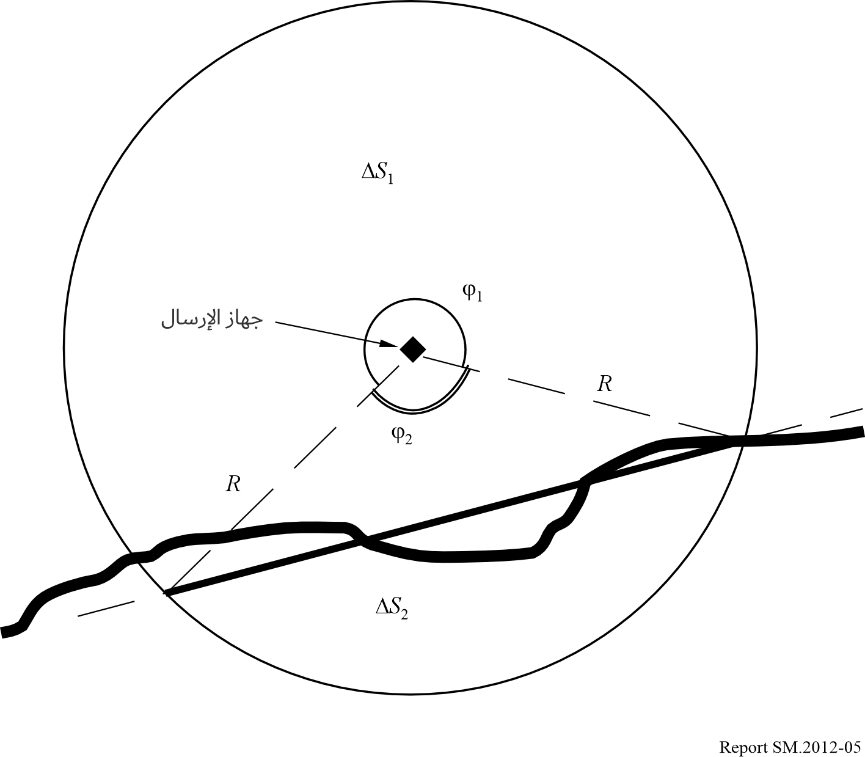 ΔS₁
φ₁
جهاز الإرسال
R
φ₂
R
ΔS₂
Report SM.2012-05